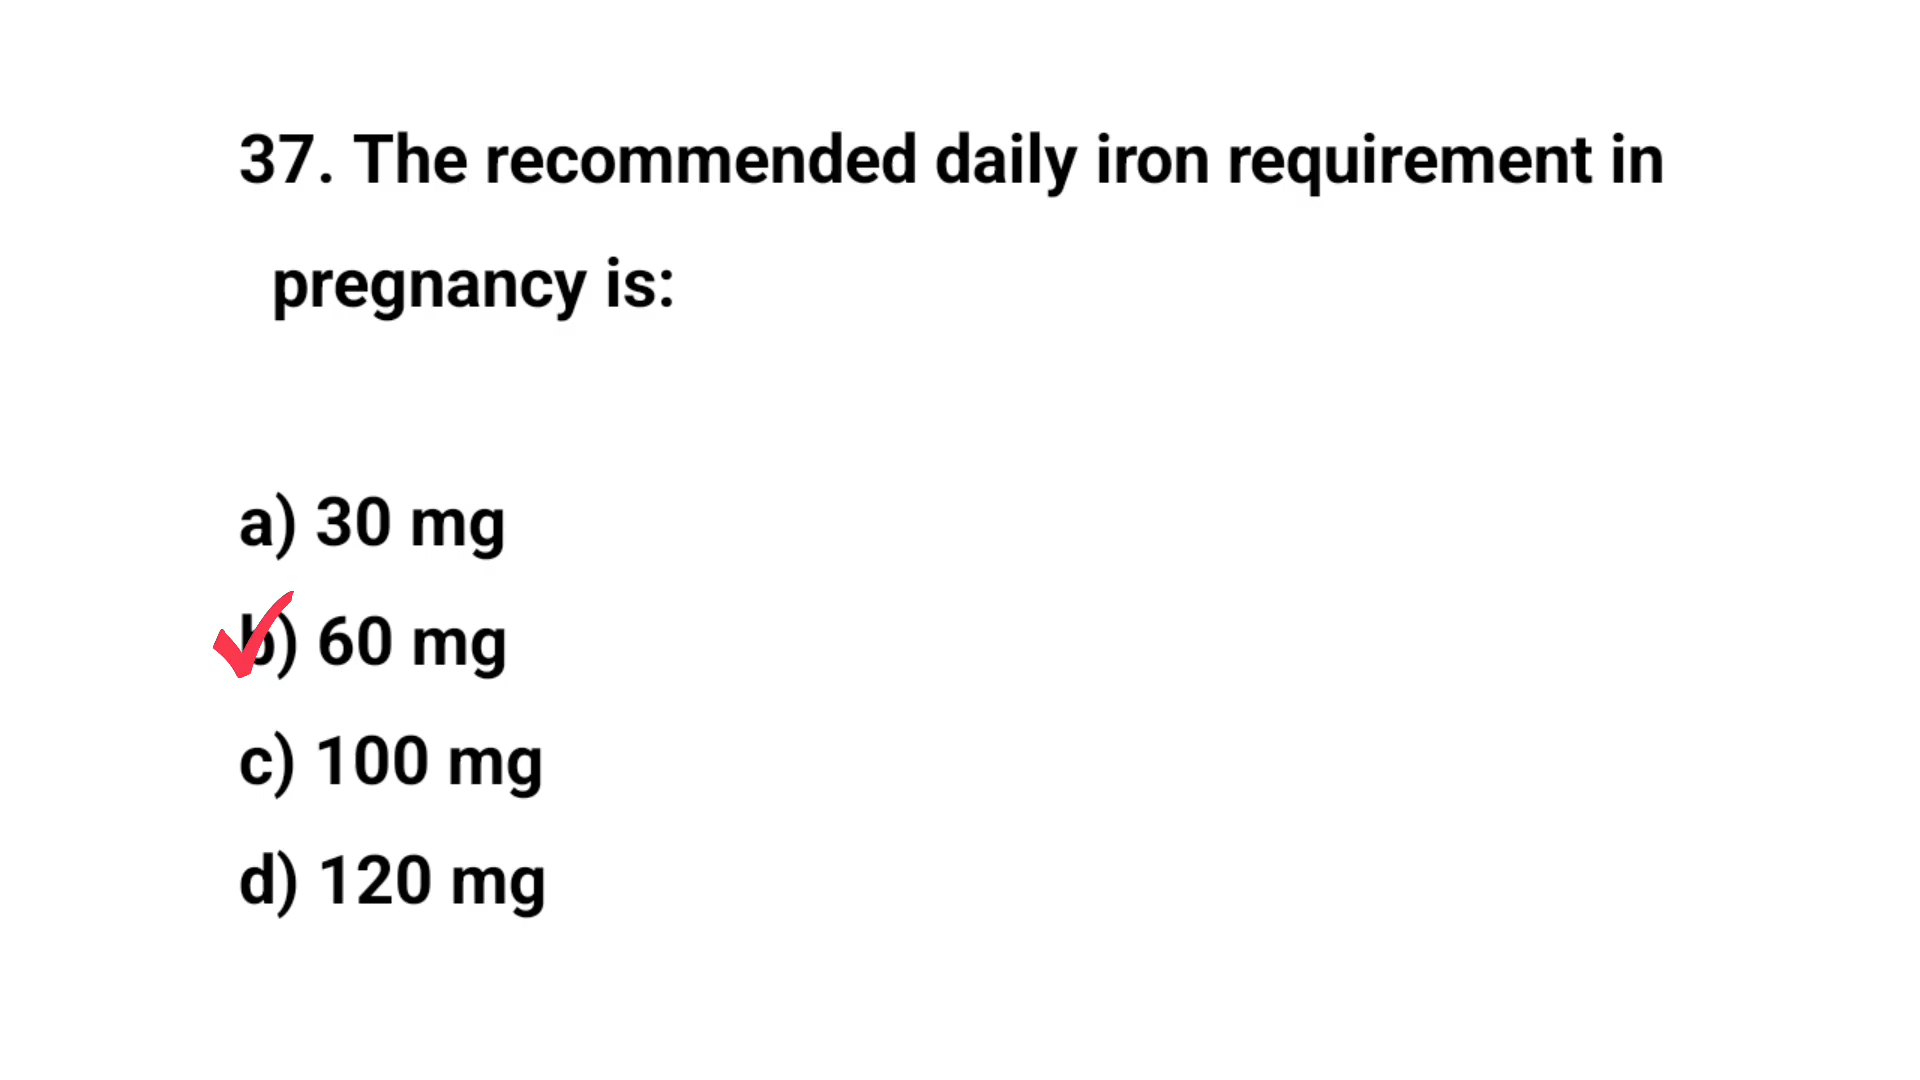 37. The recommended daily iron requirement in
pregnancy is:
a) 30 mg
b) 60 mg
c) 100 mg
d) 120 mg